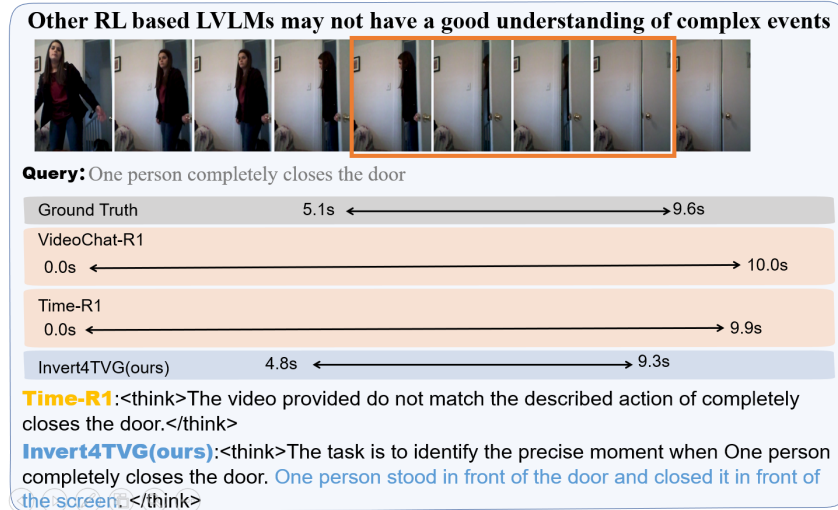 Other RL based LVLMs may not have a good understanding of complex events
Query: One person completely closes the door
Ground Truth 5.1s 9.6s
VideoChat-R1
0.0s 10.0s
Time-R1
0.0s 9.9s
Invert4TVG(ours) 4.8s 9.3s
Time-R1:<think>The video provided do not match the described action of completely
closes the door.</think>
Invert4TVG(ours):<think>The task is to identify the precise moment when One person
completely closes the door. One person stood in front of the door and closed it in front of
the screen. </think>